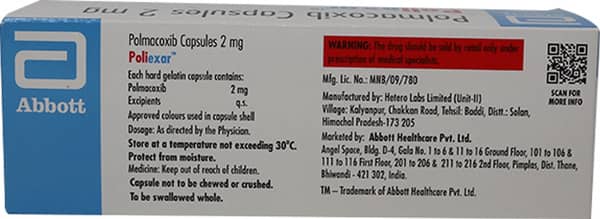 Polmacoxib Capsules 2 mg
Abbott
Polmacoxib Capsules 2 mg
Poliexar™
Each hard gelatin capsule contains:
Polmacoxib 2 mg
Excipients q.s.
Approved colours used in capsule shell
Dosage: As directed by the Physician.
Store at a temperature not exceeding 30°C.
Protect from moisture.
Medicine: Keep out of reach of children.
Capsule not to be chewed or crushed.
To be swallowed whole.
WARNING: The drug should be sold by retail only under
prescription of medical specialists.
Mfg. Lic. No.: MNB/09/780
Manufactured by: Hetero Labs Limited (Unit-II)
Village: Kalyanpur, Chakkan Road, Tehsil: Baddi, Distt.: Solan,
Himachal Pradesh-173 205
Marketed by: Abbott Healthcare Pvt. Ltd.
Angel Space, Bldg. D-4, Gala No. 1 to 6 & 11 to 16 Ground Floor, 101 to 106 &
111 to 116 First Floor, 201 to 206 & 211 to 216 2nd Floor, Pimplas, Dist. Thane,
Bhiwandi - 421 302, India.
TM – Trademark of Abbott Healthcare Pvt. Ltd.
SCAN FOR
MORE INFO